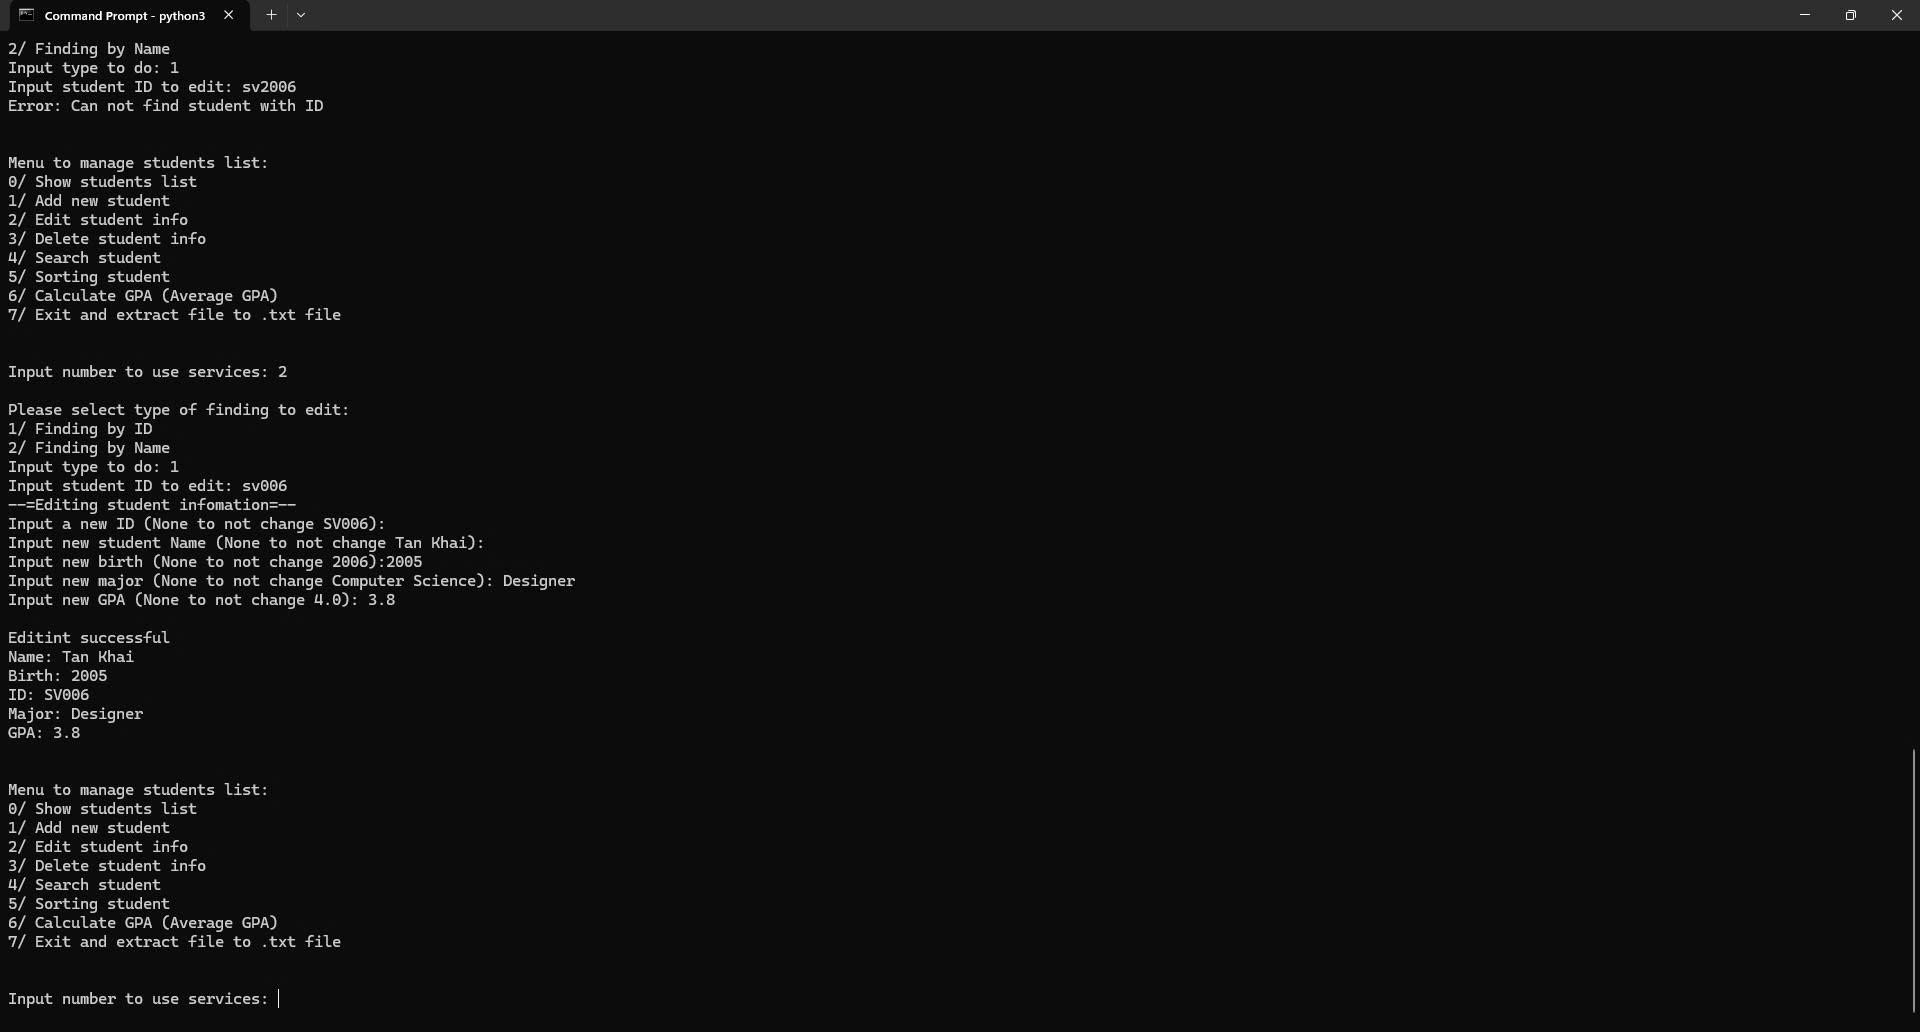 Command Prompt - python3
2/ Finding by Name
Input type to do: 1
Input student ID to edit: sv2006
Error: Can not find student with ID
Menu to manage students list:
0/ Show students list
1/ Add new student
2/ Edit student info
3/ Delete student info
4/ Search student
5/ Sorting student
6/ Calculate GPA (Average GPA)
7/ Exit and extract file to .txt file
Input number to use services: 2
Please select type of finding to edit:
1/ Finding by ID
2/ Finding by Name
Input type to do: 1
Input student ID to edit: sv006
--=Editing student infomation=--
Input a new ID (None to not change SV006):
Input new student Name (None to not change Tan Khai):
Input new birth (None to not change 2006):2005
Input new major (None to not change Computer Science): Designer
Input new GPA (None to not change 4.0): 3.8
Editint successful
Name: Tan Khai
Birth: 2005
ID: SV006
Major: Designer
GPA: 3.8
Menu to manage students list:
0/ Show students list
1/ Add new student
2/ Edit student info
3/ Delete student info
4/ Search student
5/ Sorting student
6/ Calculate GPA (Average GPA)
7/ Exit and extract file to .txt file
Input number to use services: